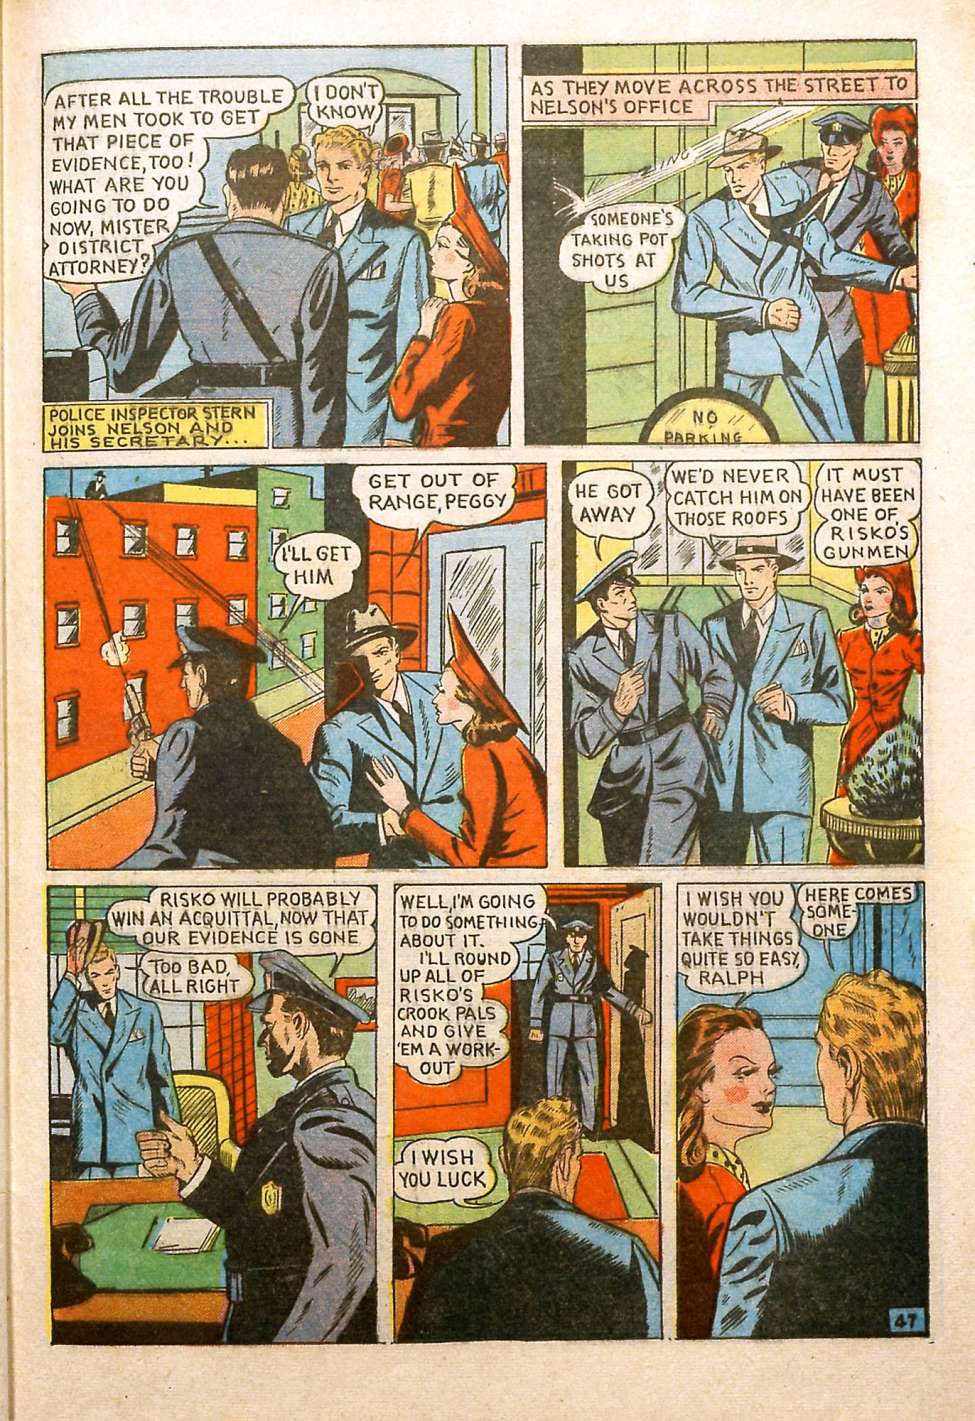 AFTER ALL THE TROUBLE
MY MEN TOOK TO GET
THAT PIECE OF
EVIDENCE, TOO!
WHAT ARE YOU
GOING TO DO
NOW, MISTER
DISTRICT
ATTORNEY?
I DON'T
KNOW
POLICE INSPECTOR STERN
JOINS NELSON AND
HIS SECRETARY...
AS THEY MOVE ACROSS THE STREET TO
NELSON'S OFFICE
SOMEONE'S
TAKING POT
SHOTS AT
US
NO
PARKING
I'LL GET
HIM
GET OUT OF
RANGE, PEGGY
HE GOT
AWAY
WE'D NEVER
CATCH HIM ON
THOSE ROOFS
IT MUST
HAVE BEEN
ONE OF
RISKO'S
GUNMEN
RISKO WILL PROBABLY
WIN AN ACQUITTAL, NOW THAT
OUR EVIDENCE IS GONE
TOO BAD,
ALL RIGHT
WELL, I'M GOING
TO DO SOMETHING
ABOUT IT.
I'LL ROUND
UP ALL OF
RISKO'S
CROOK PALS
AND GIVE
'EM A WORK-
OUT
I WISH
YOU LUCK
I WISH YOU
WOULDN'T
TAKE THINGS
QUITE SO EASY,
RALPH
HERE COMES
SOME-
ONE
47